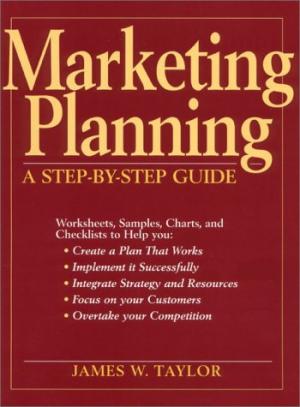 Marketing
Planning
A STEP-BY-STEP GUIDE
Worksheets, Samples, Charts, and
Checklists to Help you:
• Create a Plan That Works
• Implement it Successfully
• Integrate Strategy and Resources
• Focus on your Customers
• Overtake your Competition
JAMES W. TAYLOR